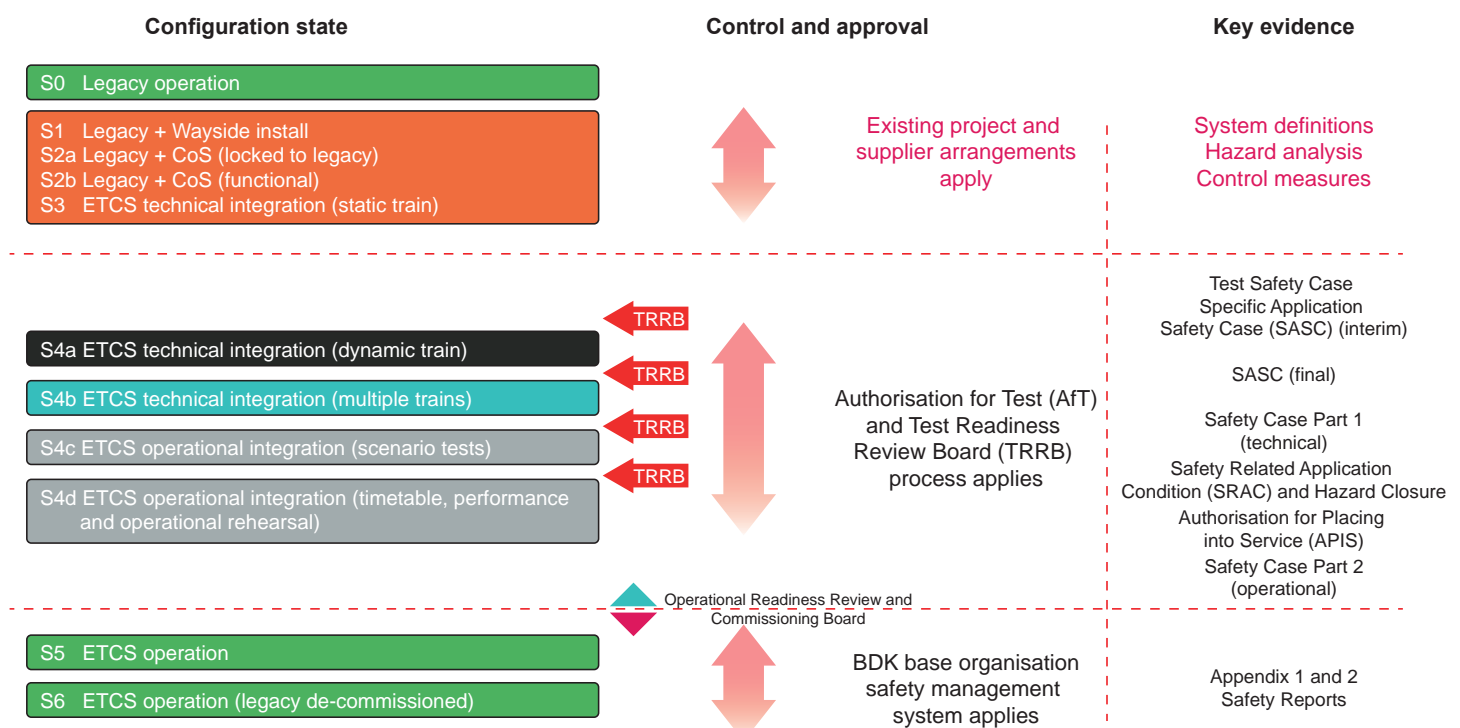 Configuration state
Control and approval
Key evidence
S0 Legacy operation
S1 Legacy + Wayside install
S2a Legacy + CoS (locked to legacy)
S2b Legacy + CoS (functional)
S3 ETCS technical integration (static train)
Existing project and
supplier arrangements
apply
System definitions
Hazard analysis
Control measures
TRRB
S4a ETCS technical integration (dynamic train)
TRRB
S4b ETCS technical integration (multiple trains)
TRRB
S4c ETCS operational integration (scenario tests)
TRRB
S4d ETCS operational integration (timetable, performance
and operational rehearsal)
Authorisation for Test (AfT)
and Test Readiness
Review Board (TRRB)
process applies
Test Safety Case
Specific Application
Safety Case (SASC) (interim)
SASC (final)
Safety Case Part 1
(technical)
Safety Related Application
Condition (SRAC) and Hazard Closure
Authorisation for Placing
into Service (APIS)
Safety Case Part 2
(operational)
Operational Readiness Review and
Commissioning Board
S5 ETCS operation
S6 ETCS operation (legacy de-commissioned)
BDK base organisation
safety management
system applies
Appendix 1 and 2
Safety Reports